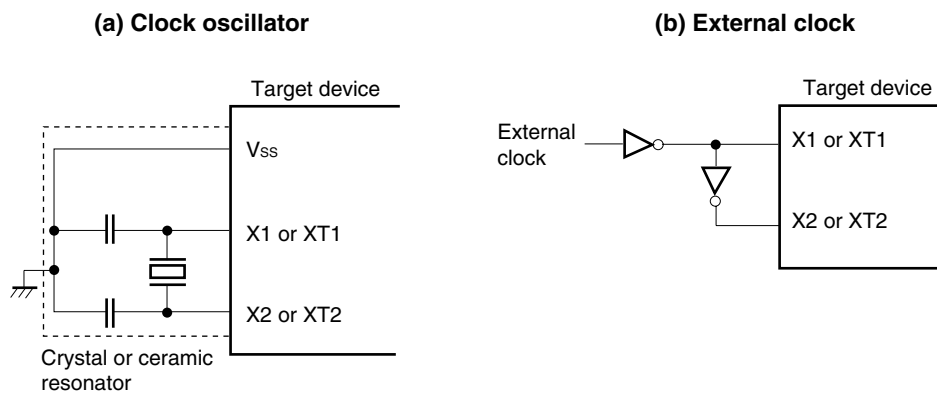 (a) Clock oscillator
Target device
Vss
X1 or XT1
X2 or XT2
Crystal or ceramic
resonator
(b) External clock
Target device
External
clock
X1 or XT1
X2 or XT2